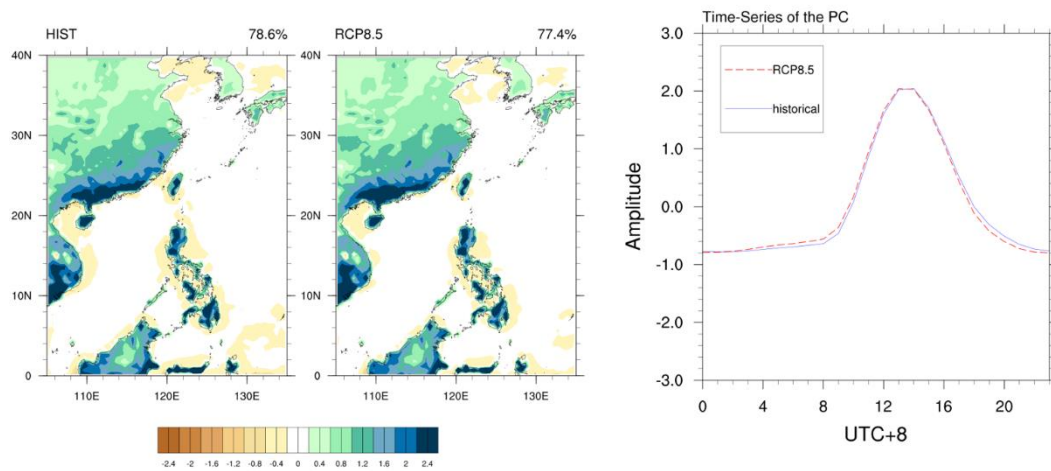 HIST 78.6%
40N
30N
20N
10N
0
110E 120E 130E
RCP8.5 77.4%
40N
30N
20N
10N
0
110E 120E 130E
-2.4 -2 -1.6 -1.2 -0.8 -0.4 0 0.4 0.8 1.2 1.6 2 2.4
Time-Series of the PC
RCP8.5
historical
Amplitude
3.0
2.0
1.0
0.0
-1.0
-2.0
-3.0
0 4 8 12 16 20
UTC+8